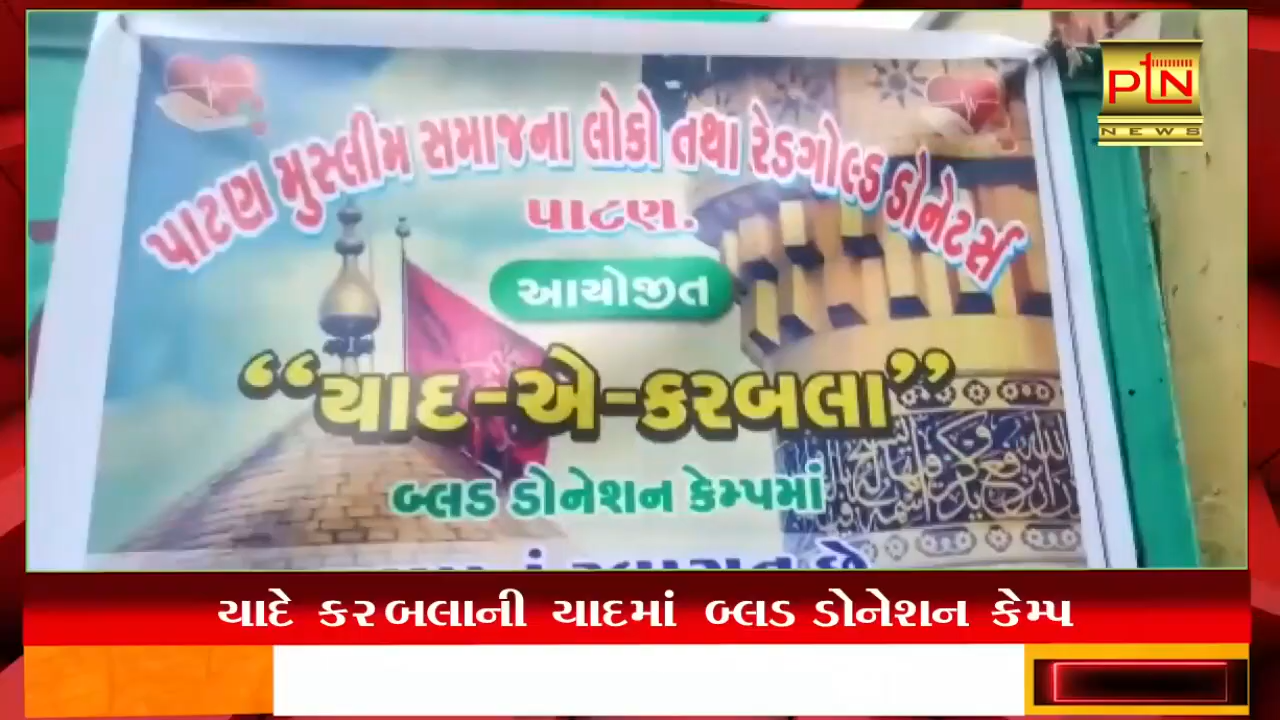 પાટણ મુસ્લીમ સમાજના લોકો તથા રેડગોલ્ડ ડોનેટર્સ
પાટણ.
આયોજીત
“યાદ-એ-કરબલા”
બ્લડ ડોનેશન કેમ્પમાં
PTN
NEWS
યાદે કરબલાની યાદમાં બ્લડ ડોનેશન કેમ્પ